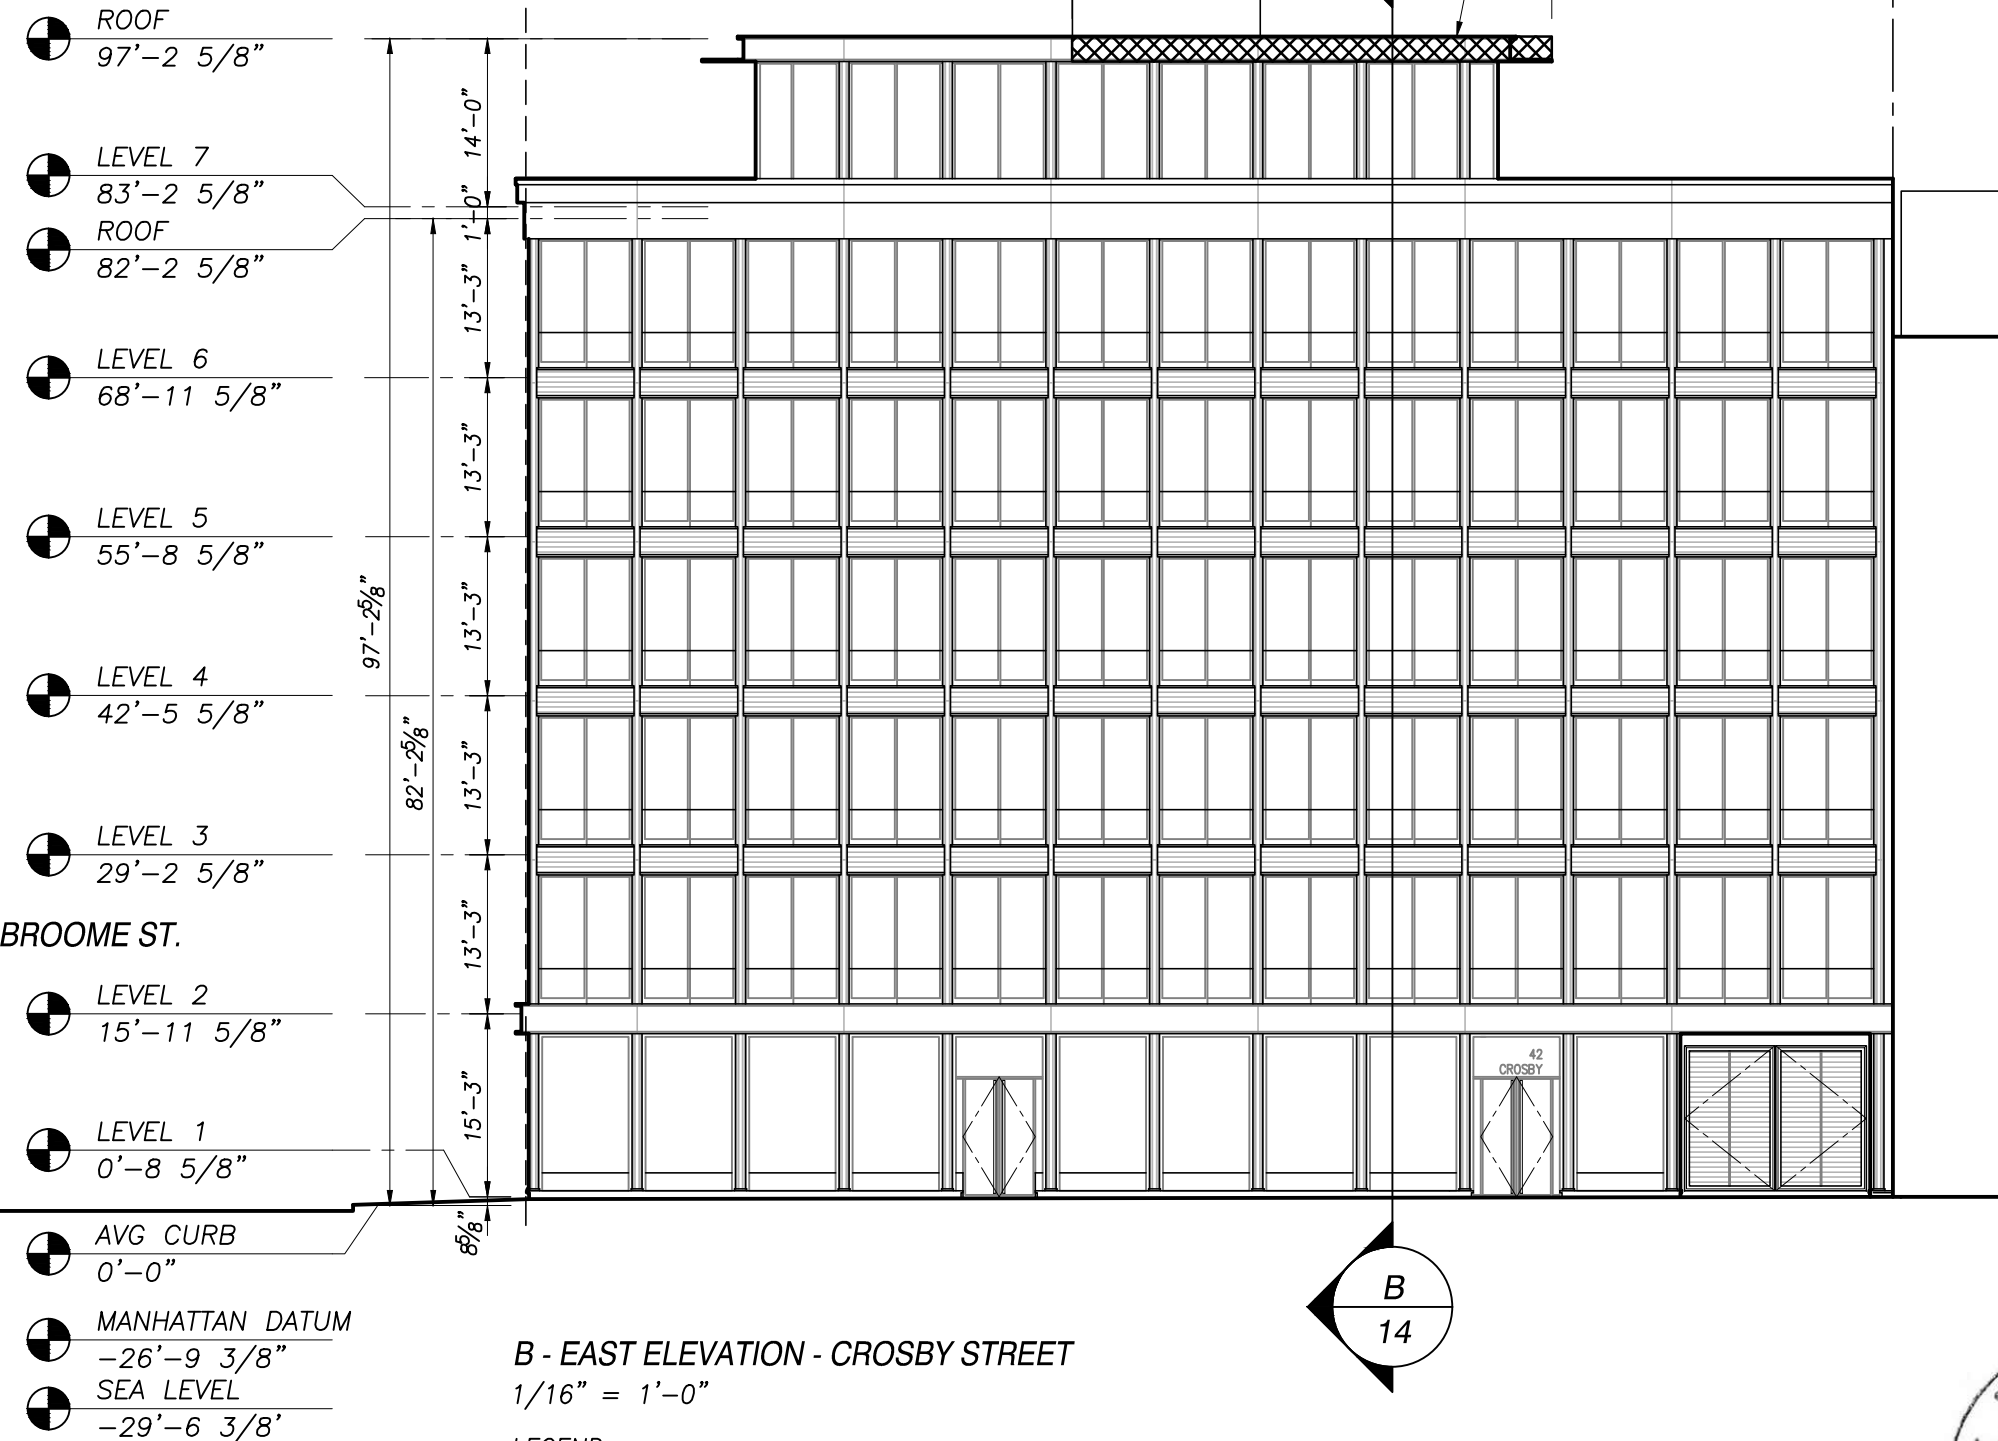 ROOF
97'-2 5/8"
LEVEL 7
83'-2 5/8"
ROOF
82'-2 5/8"
LEVEL 6
68'-11 5/8"
LEVEL 5
55'-8 5/8"
LEVEL 4
42'-5 5/8"
LEVEL 3
29'-2 5/8"
BROOME ST.
LEVEL 2
15'-11 5/8"
LEVEL 1
0'-8 5/8"
AVG CURB
0'-0"
MANHATTAN DATUM
-26'-9 3/8"
SEA LEVEL
-29'-6 3/8'
97'-2 5/8"
82'-2 5/8"
14'-0"
1'-0"
13'-3"
13'-3"
13'-3"
13'-3"
13'-3"
15'-3"
8 5/8"
42
CROSBY
B
14
B - EAST ELEVATION - CROSBY STREET
1/16" = 1'-0"